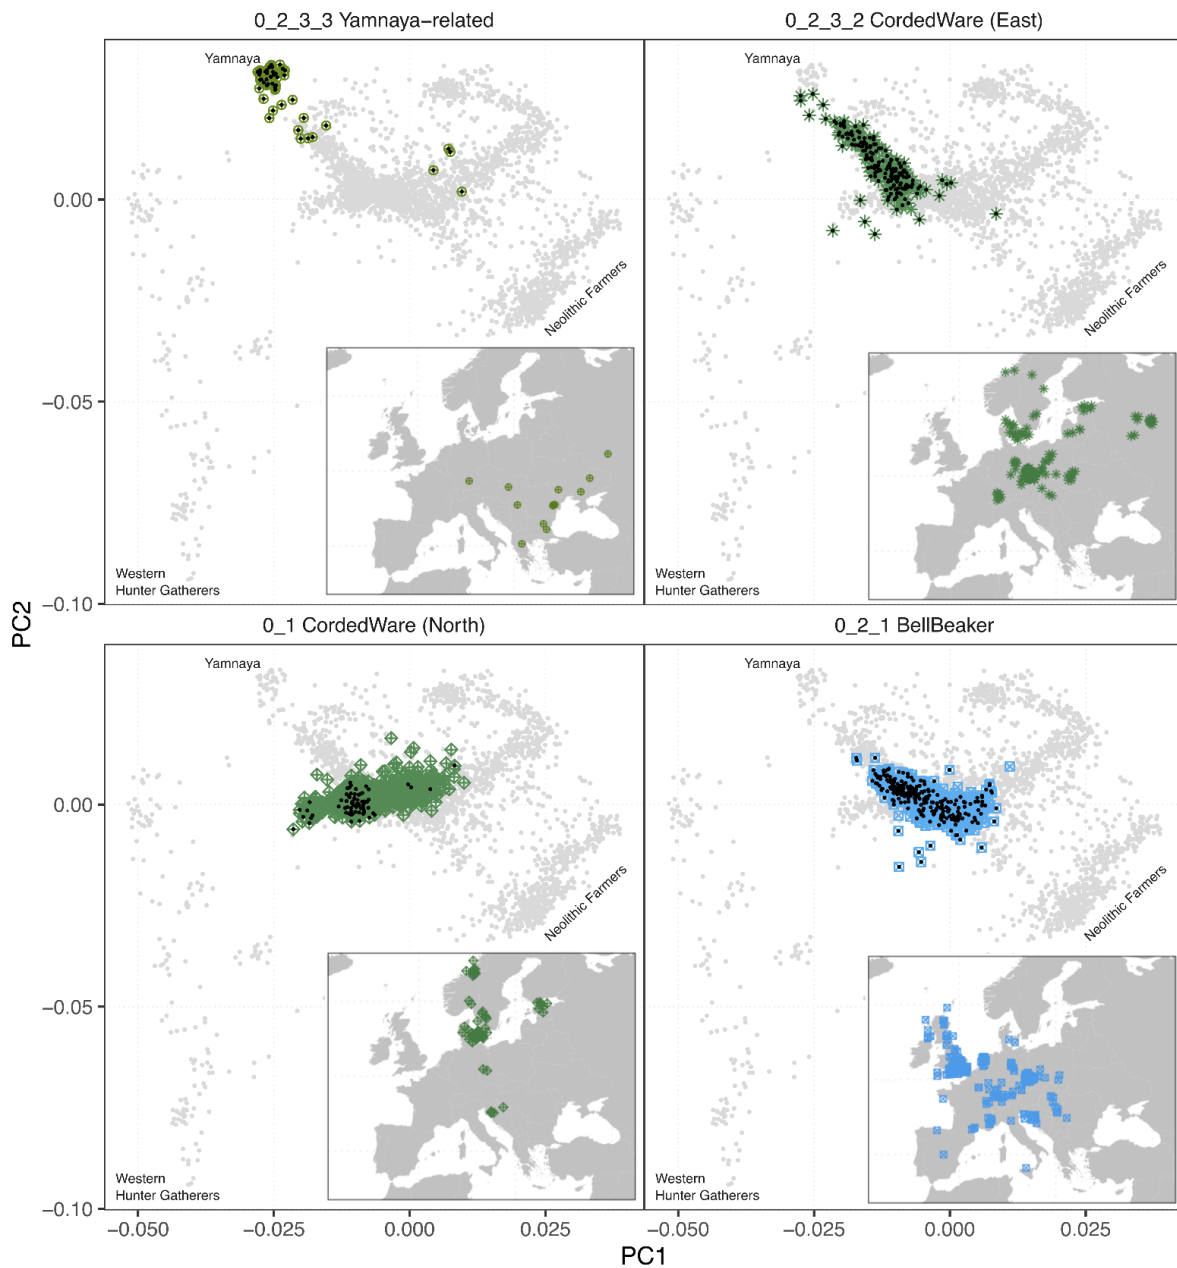 0_2_3_3 Yamnaya−related
0_2_3_2 CordedWare (East)
Yamnaya
Yamnaya
0.00
Neolithic Farmers
Neolithic Farmers
−0.05
Western
Hunter Gatherers
Western
Hunter Gatherers
−0.10
PC2
0_1 CordedWare (North)
0_2_1 BellBeaker
Yamnaya
Yamnaya
0.00
Neolithic Farmers
Neolithic Farmers
−0.05
Western
Hunter Gatherers
Western
Hunter Gatherers
−0.10
−0.050
−0.025
0.000
0.025
−0.050
−0.025
0.000
0.025
PC1